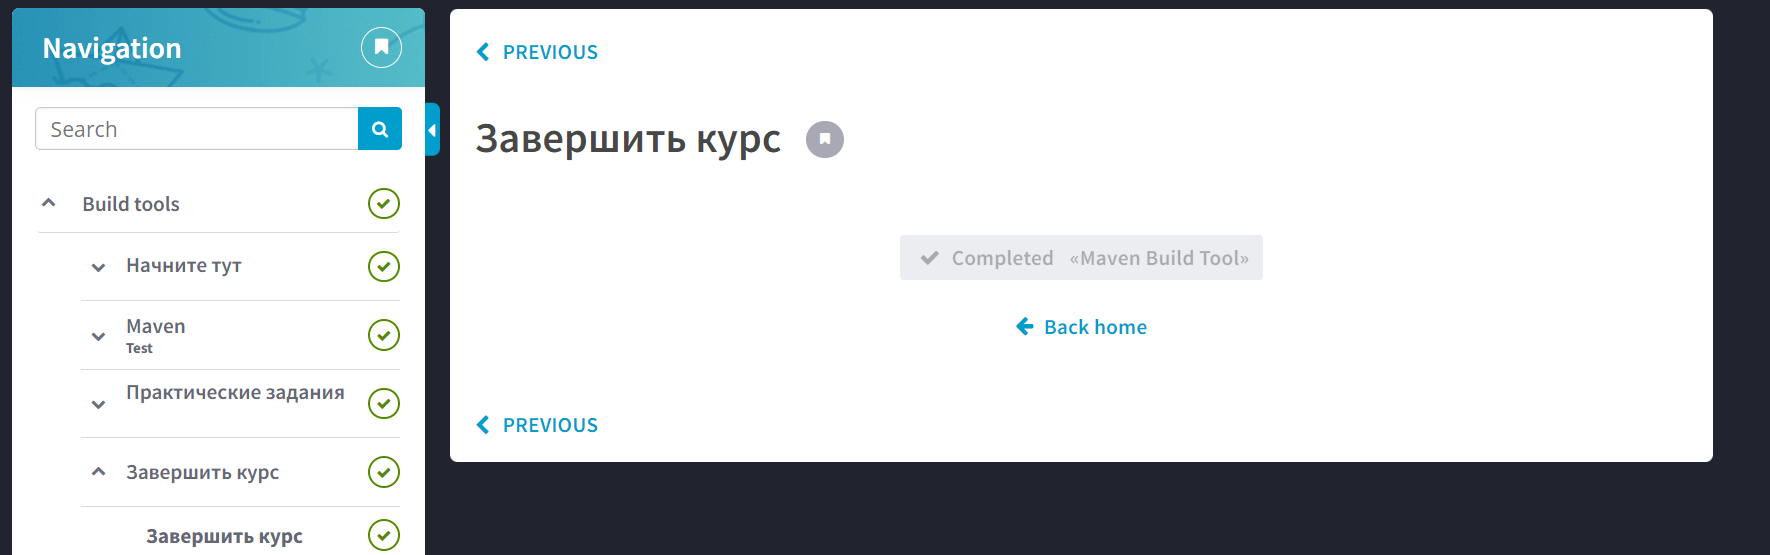 Navigation
Search
Build tools
Начните тут
Maven
Test
Практические задания
Завершить курс
Завершить курс
PREVIOUS
Завершить курс
Completed «Maven Build Tool»
Back home
PREVIOUS